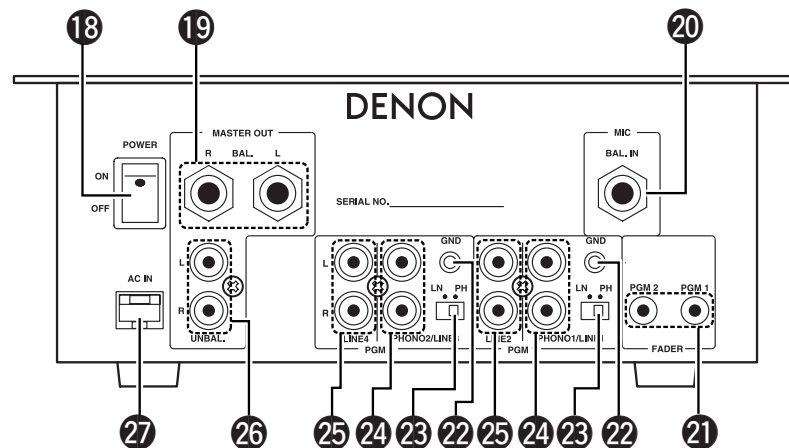 18 19 20
DENON
POWER
MASTER OUT
MIC
R BAL. L
BAL. IN
ON
OFF
SERIAL NO.
GND
GND
AC IN
L
L
LN PH
LN PH
PGM 2 PGM 1
R
R
UNBAL.
LINE4
PHONO2/LINE3
LINE2
PHONO1/LINE1
PGM
PGM
FADER
27 26 25 24 23 22 25 24 23 22 21